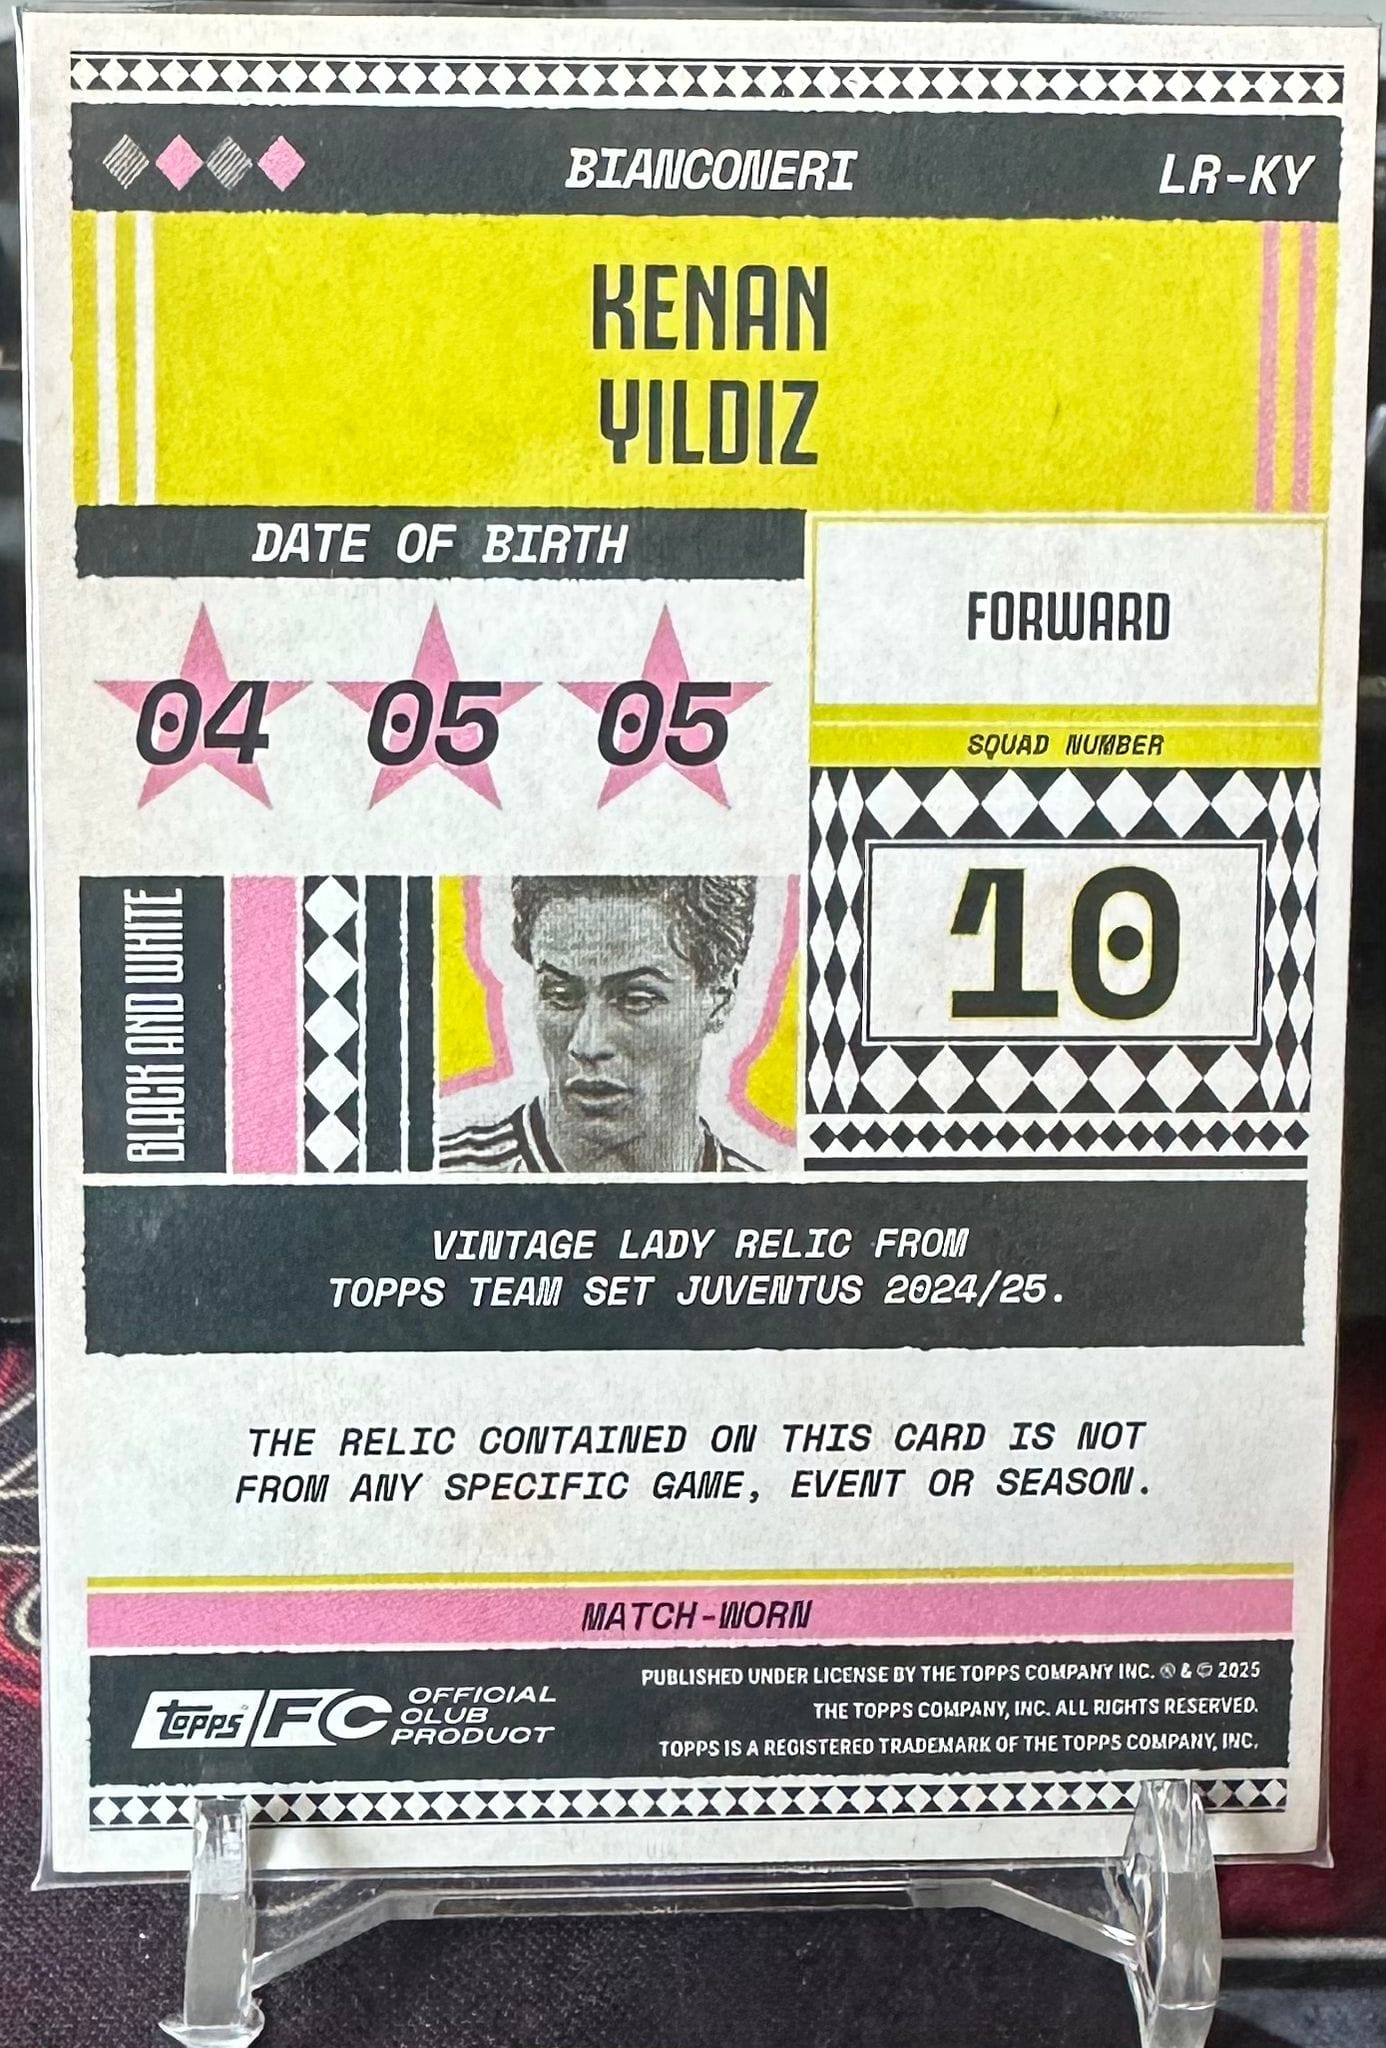 BIANCONERI
LR-KY
KENAN
YILDIZ
DATE OF BIRTH
04 05 05
FORWARD
SQUAD NUMBER
10
BLACK AND WHITE
VINTAGE LADY RELIC FROM
TOPPS TEAM SET JUVENTUS 2024/25.
THE RELIC CONTAINED ON THIS CARD IS NOT
FROM ANY SPECIFIC GAME, EVENT OR SEASON.
MATCH-WORN
topps FC
OFFICIAL
CLUB
PRODUCT
PUBLISHED UNDER LICENSE BY THE TOPPS COMPANY INC. ® & © 2025
THE TOPPS COMPANY, INC. ALL RIGHTS RESERVED.
TOPPS IS A REGISTERED TRADEMARK OF THE TOPPS COMPANY, INC.